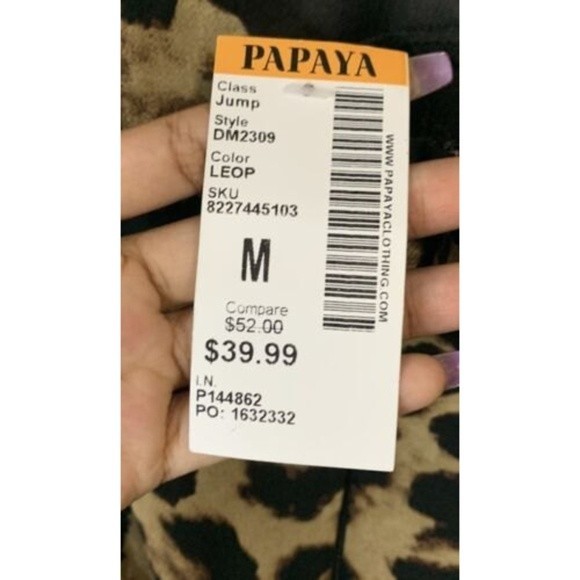 PAPAYA
Class
Jump
Style
DM2309
Color
LEOP
SKU
8227445103
M
Compare
$52.00
$39.99
I.N.
P144862
PO: 1632332
WWW.PAPAYACLOTHING.COM